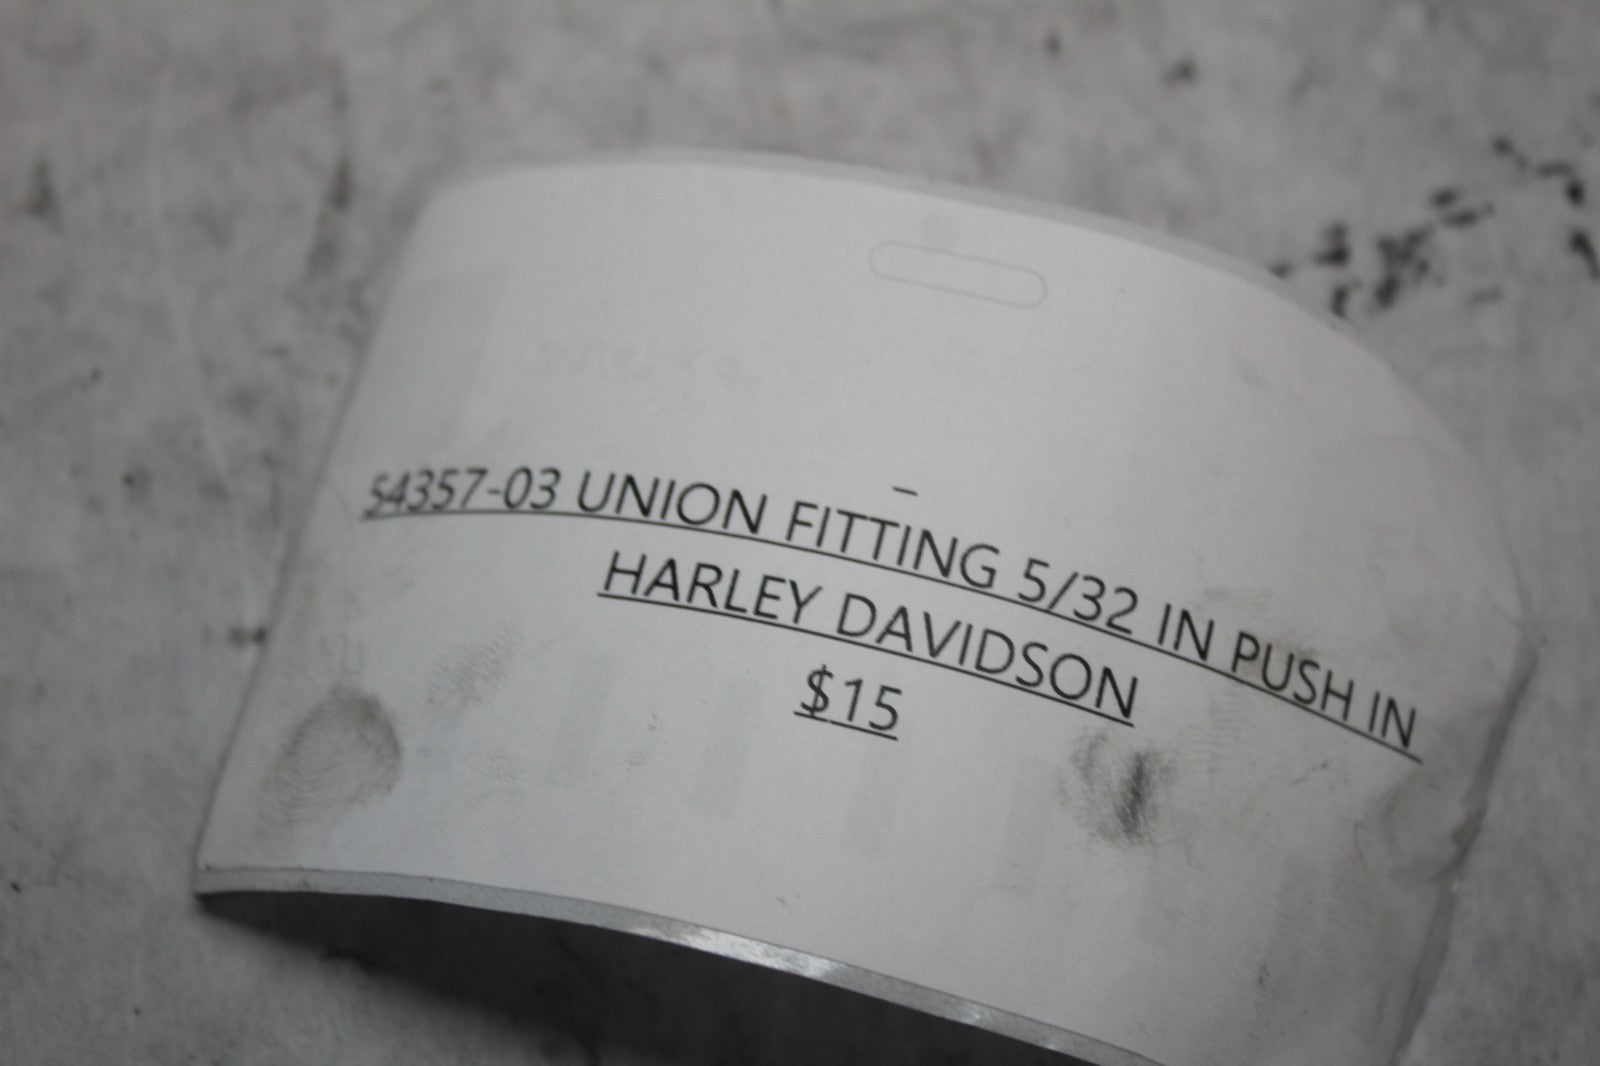 54357-03 UNION FITTING 5/32 IN PUSH IN
HARLEY DAVIDSON
$15